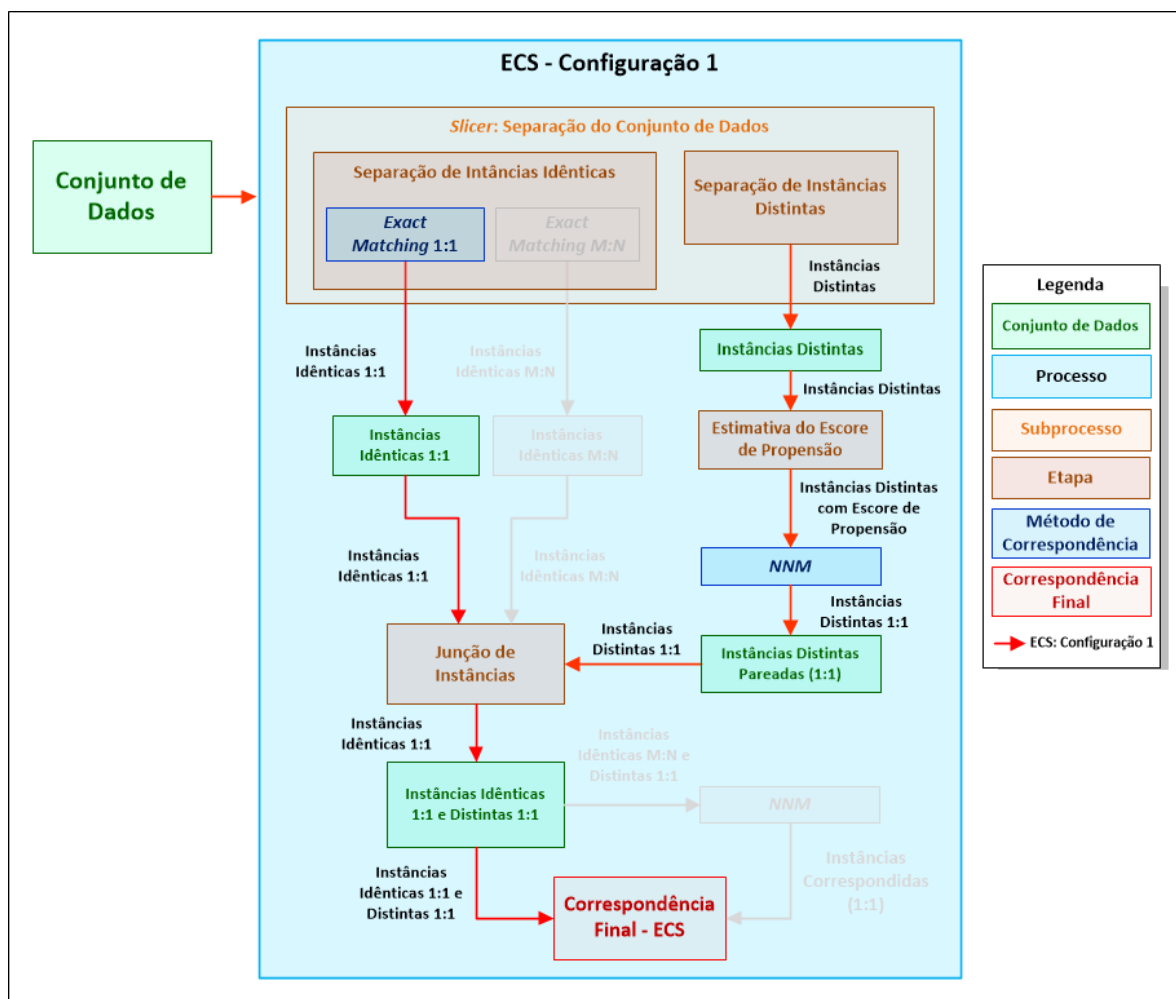 ECS - Configuração 1
Slicer: Separação do Conjunto de Dados
Conjunto de
Dados
Separação de Intâncias Idênticas
Exact
Matching 1:1
Exact
Matching M:N
Separação de Instâncias
Distintas
Instâncias
Distintas
Instâncias
Idênticas 1:1
Instâncias
Idênticas M:N
Instâncias Distintas
Instâncias Distintas
Instâncias
Idênticas 1:1
Instâncias
Idênticas M:N
Estimativa do Escore
de Propensão
Instâncias Distintas
com Escore de
Propensão
Instâncias
Idênticas 1:1
Instâncias
Idênticas M:N
NNM
Instâncias
Distintas 1:1
Junção de
Instâncias
Instâncias
Distintas 1:1
Instâncias Distintas
Pareadas (1:1)
Instâncias
Idênticas 1:1
Instâncias
Idênticas M:N e
Distintas 1:1
Instâncias Idênticas
1:1 e Distintas 1:1
NNM
Instâncias
Idênticas 1:1 e
Distintas 1:1
Instâncias
Correspondidas
(1:1)
Correspondência
Final - ECS
Legenda
Conjunto de Dados
Processo
Subprocesso
Etapa
Método de
Correspondência
Correspondência
Final
ECS: Configuração 1